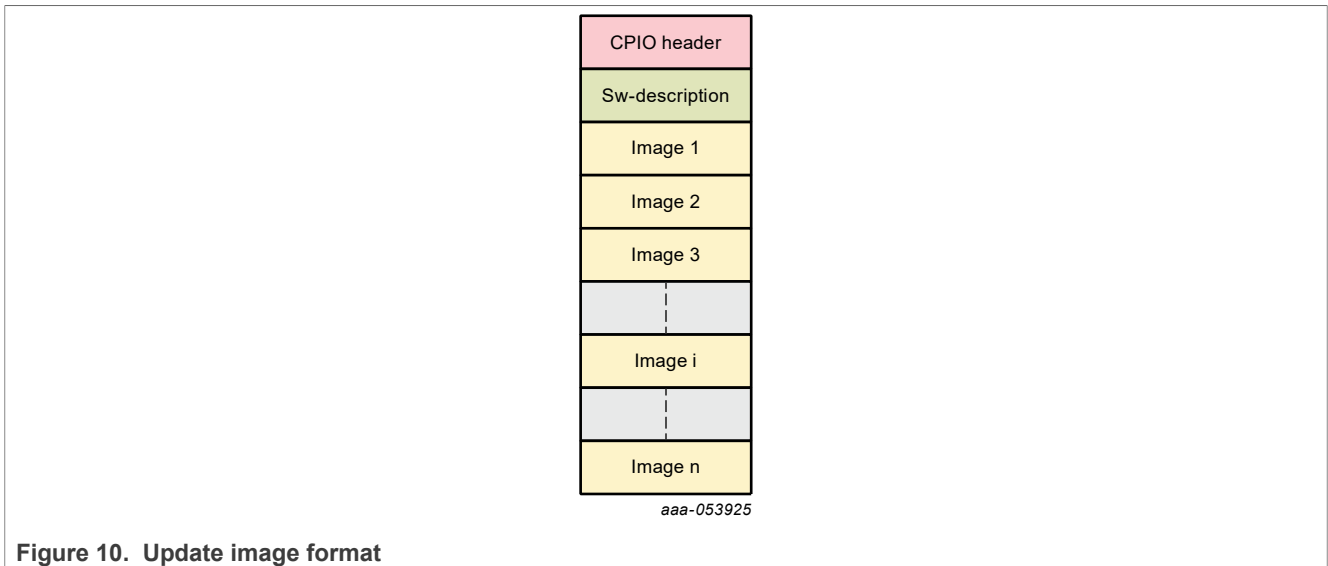 CPIO header
Sw-description
Image 1
Image 2
Image 3
Image i
Image n
aaa-053925
Figure 10. Update image format